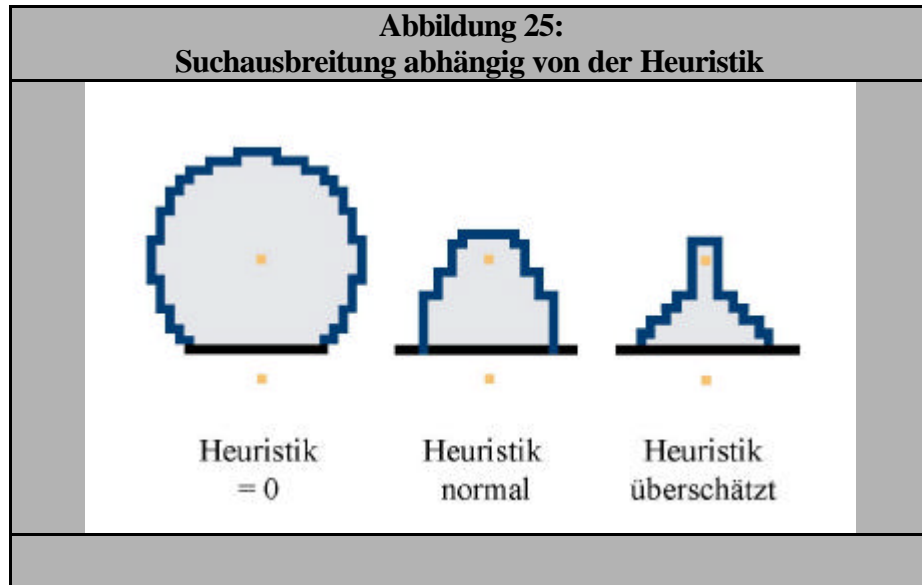 Abbildung 25:
Suchausbreitung abhängig von der Heuristik
Heuristik
= 0
Heuristik
normal
Heuristik
überschätzt